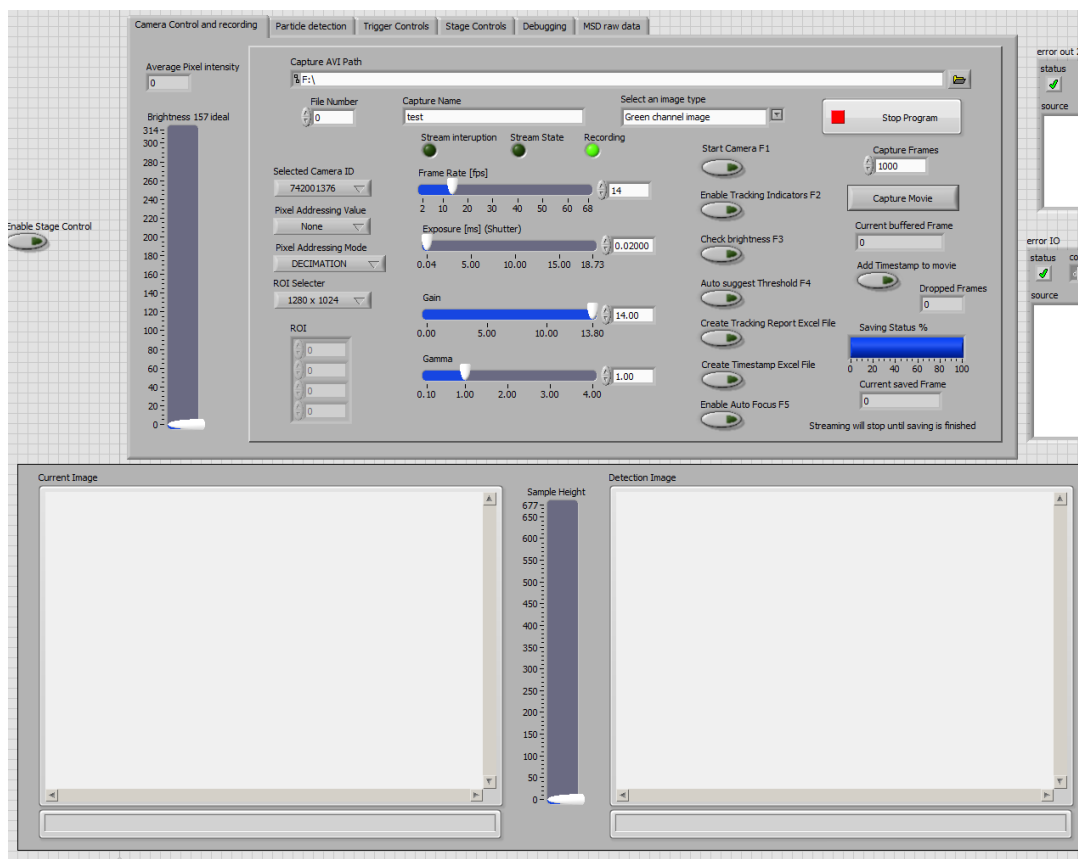 Camera Control and recording
Particle detection
Trigger Controls
Stage Controls
Debugging
MSD raw data
Average Pixel intensity
0
Brightness 157 ideal
314
300
280
260
240
220
200
180
160
140
120
100
80
60
40
20
0
Enable Stage Control
Capture AVI Path
F:\
File Number
0
Capture Name
test
Select an image type
Green channel image
Stop Program
Stream interuption
Stream State
Recording
Selected Camera ID
742001376
Pixel Addressing Value
None
Pixel Addressing Mode
DECIMATION
ROI Selecter
1280 x 1024
ROI
0
0
0
0
Frame Rate [fps]
14
2 10 20 30 40 50 60 68
Exposure [ms] (Shutter)
0.02000
0.04 5.00 10.00 15.00 18.73
Gain
14.00
0.00 5.00 10.00 13.80
Gamma
1.00
0.10 1.00 2.00 3.00 4.00
Start Camera F1
Enable Tracking Indicators F2
Check brightness F3
Auto suggest Threshold F4
Create Tracking Report Excel File
Create Timestamp Excel File
Enable Auto Focus F5
Capture Frames
1000
Capture Movie
Current buffered Frame
0
Add Timestamp to movie
Dropped Frames
0
Saving Status %
0 20 40 60 80 100
Current saved Frame
0
Streaming will stop until saving is finished
error out
status
source
error IO
status co
source
Current Image
Sample Height
677
650
600
550
500
450
400
350
300
250
200
150
100
50
0
Detection Image